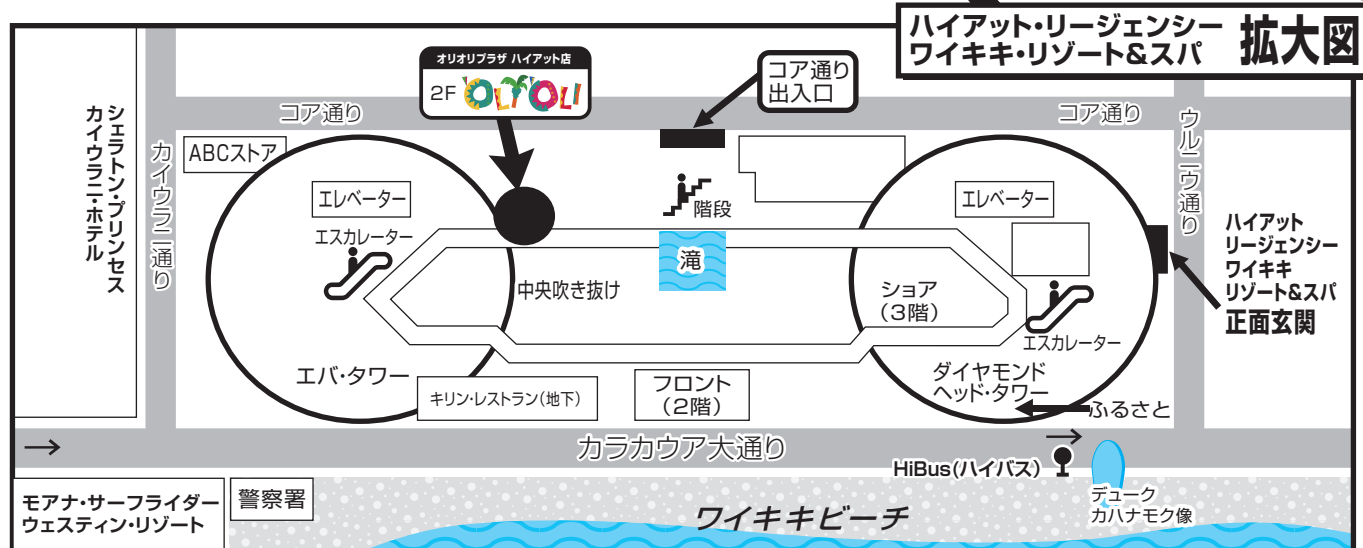 ハイアット・リージェンシー
ワイキキ・リゾート&スパ
拡大図
オリオリプラザ ハイアット店
2F 'OLI'OLI
コア通り
出入口
コア通り
コア通り
シェラトン・プリンセス
カイウラニ・ホテル
カイウラニ通り
ABCストア
ウルニウ通り
エレベーター
階段
エレベーター
エスカレーター
滝
ハイアット
リージェンシー
ワイキキ
リゾート&スパ
正面玄関
中央吹き抜け
ショア
(3階)
エスカレーター
エバ・タワー
キリン・レストラン(地下)
フロント
(2階)
ダイヤモンド
ヘッド・タワー
ふるさと
カラカウア大通り
HiBus(ハイバス)
モアナ・サーフライダー
ウェスティン・リゾート
警察署
ワイキキビーチ
デューク
カハナモク像